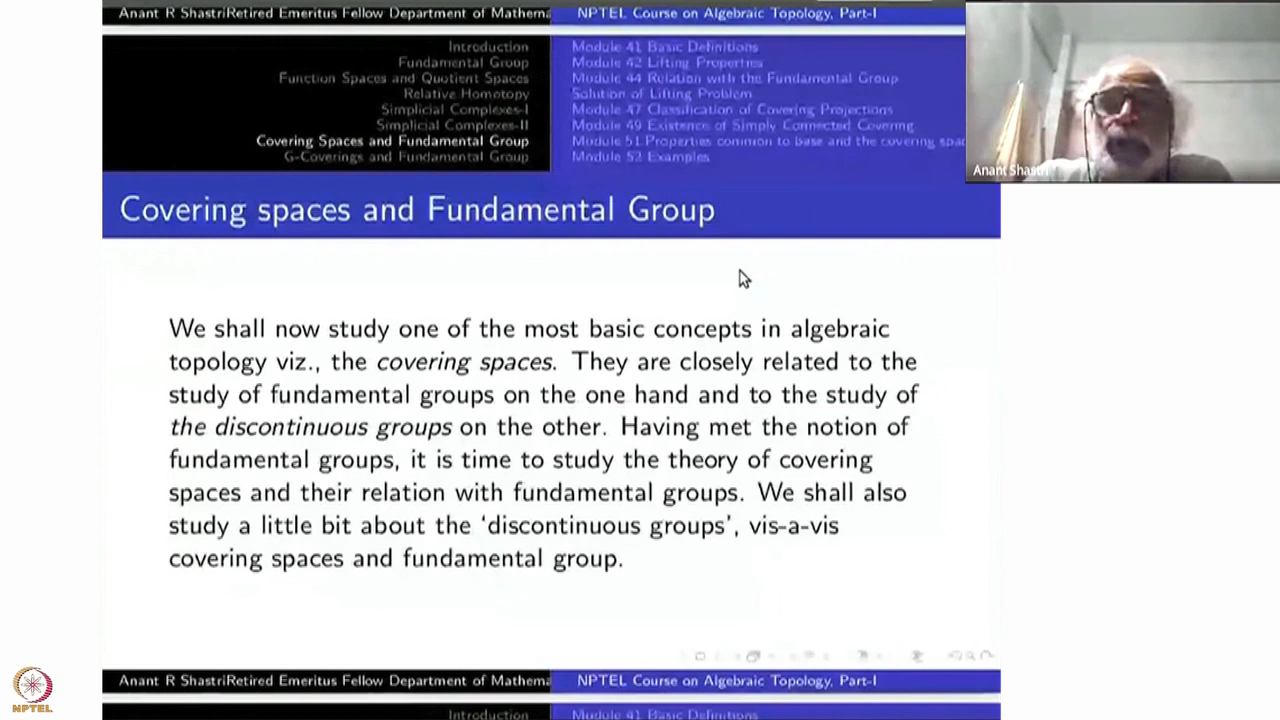 Anant R ShastriRetired Emeritus Fellow Department of Mathema
NPTEL Course on Algebraic Topology, Part-I
Introduction
Fundamental Group
Function Spaces and Quotient Spaces
Relative Homotopy
Simplicial Complexes-I
Simplicial Complexes-II
Covering Spaces and Fundamental Group
G-Coverings and Fundamental Group
Module 41 Basic Definitions
Module 42 Lifting Properties
Module 44 Relation with the Fundamental Group
Solution of Lifting Problem
Module 47 Classification of Covering Projections
Module 49 Existence of Simply Connected Covering
Module 51 Properties common to base and the covering spac
Module 52 Examples
Anant Shastri
Covering spaces and Fundamental Group
We shall now study one of the most basic concepts in algebraic
topology viz., the covering spaces. They are closely related to the
study of fundamental groups on the one hand and to the study of
the discontinuous groups on the other. Having met the notion of
fundamental groups, it is time to study the theory of covering
spaces and their relation with fundamental groups. We shall also
study a little bit about the ‘discontinuous groups’, vis-a-vis
covering spaces and fundamental group.
Anant R ShastriRetired Emeritus Fellow Department of Mathema
NPTEL Course on Algebraic Topology, Part-I
Introduction
Module 41 Basic Definitions
NPTEL